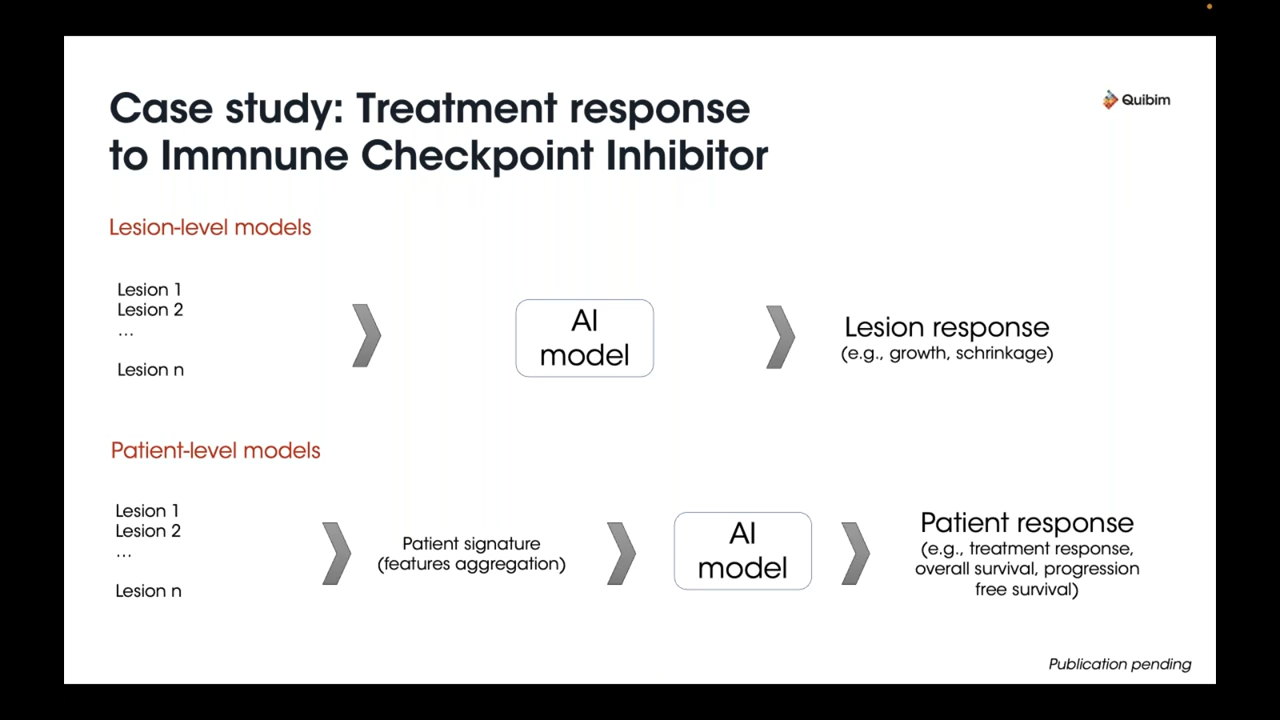 Case study: Treatment response
to Immnune Checkpoint Inhibitor
Quibim
Lesion-level models
Lesion 1
Lesion 2
...
Lesion n
AI
model
Lesion response
(e.g., growth, schrinkage)
Patient-level models
Lesion 1
Lesion 2
...
Lesion n
Patient signature
(features aggregation)
AI
model
Patient response
(e.g., treatment response,
overall survival, progression
free survival)
Publication pending